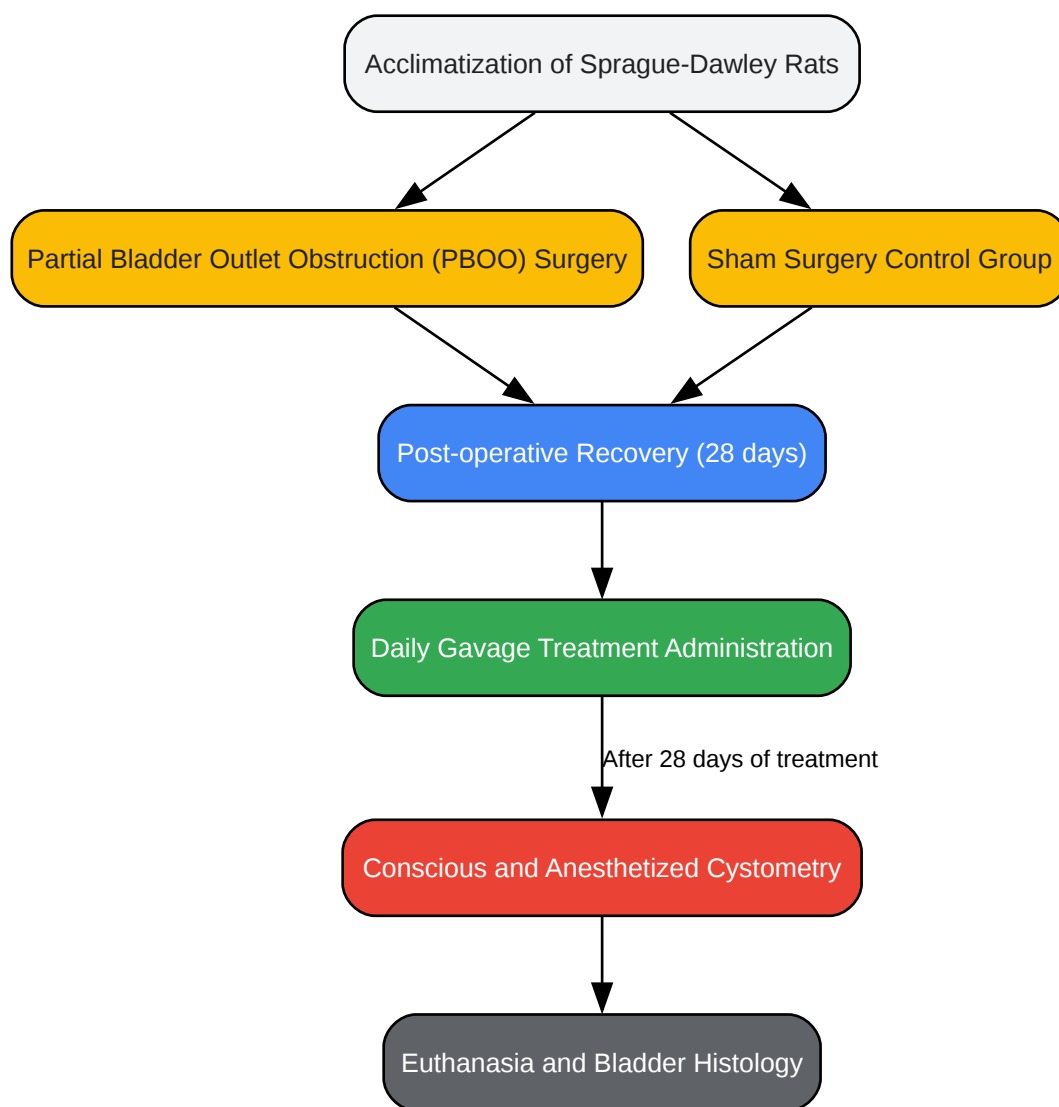 Acclimatization of Sprague-Dawley Rats
Partial Bladder Outlet Obstruction (PBOO) Surgery
Sham Surgery Control Group
Post-operative Recovery (28 days)
Daily Gavage Treatment Administration
After 28 days of treatment
Conscious and Anesthetized Cystometry
Euthanasia and Bladder Histology